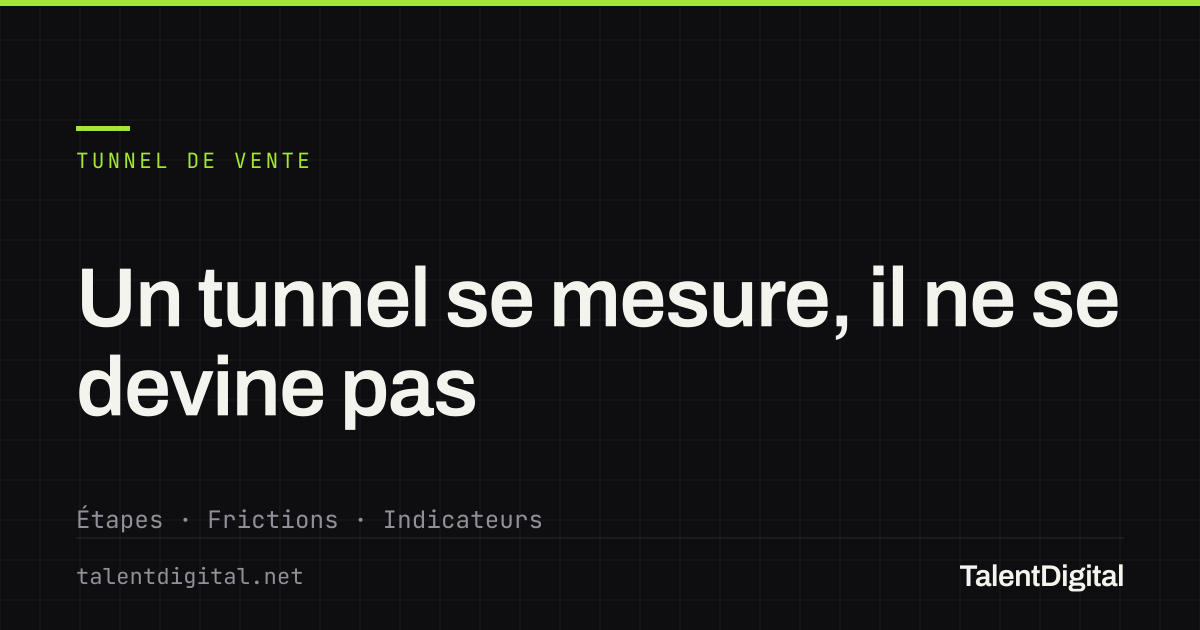 TUNNEL DE VENTE
Un tunnel se mesure, il ne se
devine pas
Étapes · Frictions · Indicateurs
talentdigital.net
TalentDigital